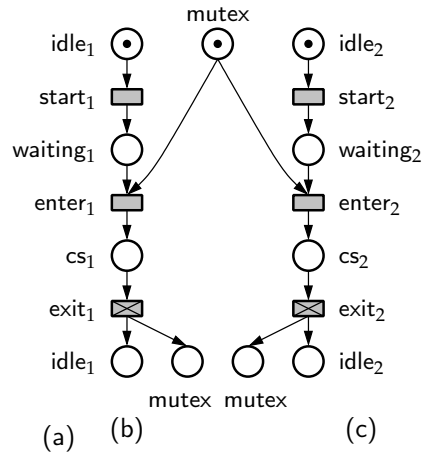 mutex
idle₁ idle₂
start₁ start₂
waiting₁ waiting₂
enter₁ enter₂
cs₁ cs₂
exit₁ exit₂
idle₁ idle₂
mutex mutex
(a) (b) (c)